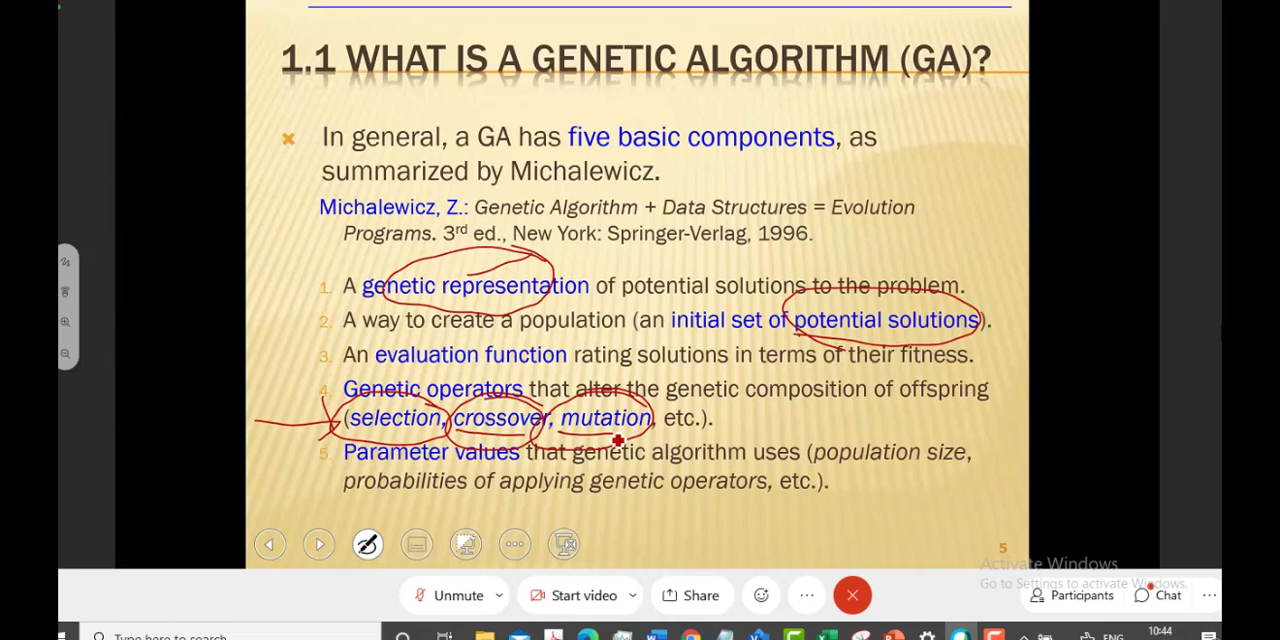 1.1 WHAT IS A GENETIC ALGORITHM (GA)?
In general, a GA has five basic components, as
summarized by Michalewicz.
Michalewicz, Z.: Genetic Algorithm + Data Structures = Evolution
Programs. 3rd ed., New York: Springer-Verlag, 1996.
1. A genetic representation of potential solutions to the problem.
2. A way to create a population (an initial set of potential solutions).
3. An evaluation function rating solutions in terms of their fitness.
4. Genetic operators that alter the genetic composition of offspring
(selection, crossover, mutation, etc.).
5. Parameter values that genetic algorithm uses (population size,
probabilities of applying genetic operators, etc.).
5
Activate Windows
Go to Settings to activate Windows.
Unmute
Start video
Share
Participants
Chat
Type here to search
ENG
10:44